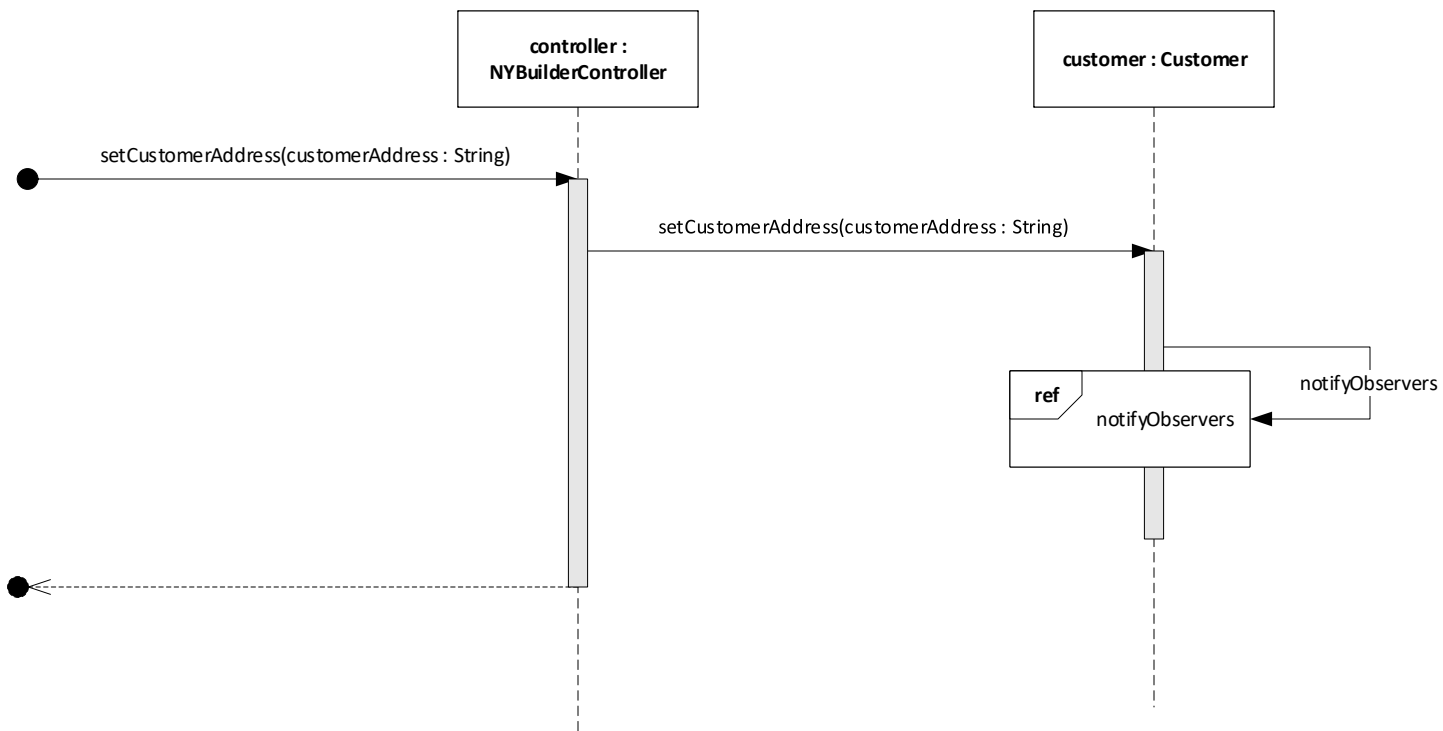 controller :
NYBuilderController
customer : Customer
setCustomerAddress(customerAddress : String)
setCustomerAddress(customerAddress : String)
notifyObservers
ref
notifyObservers